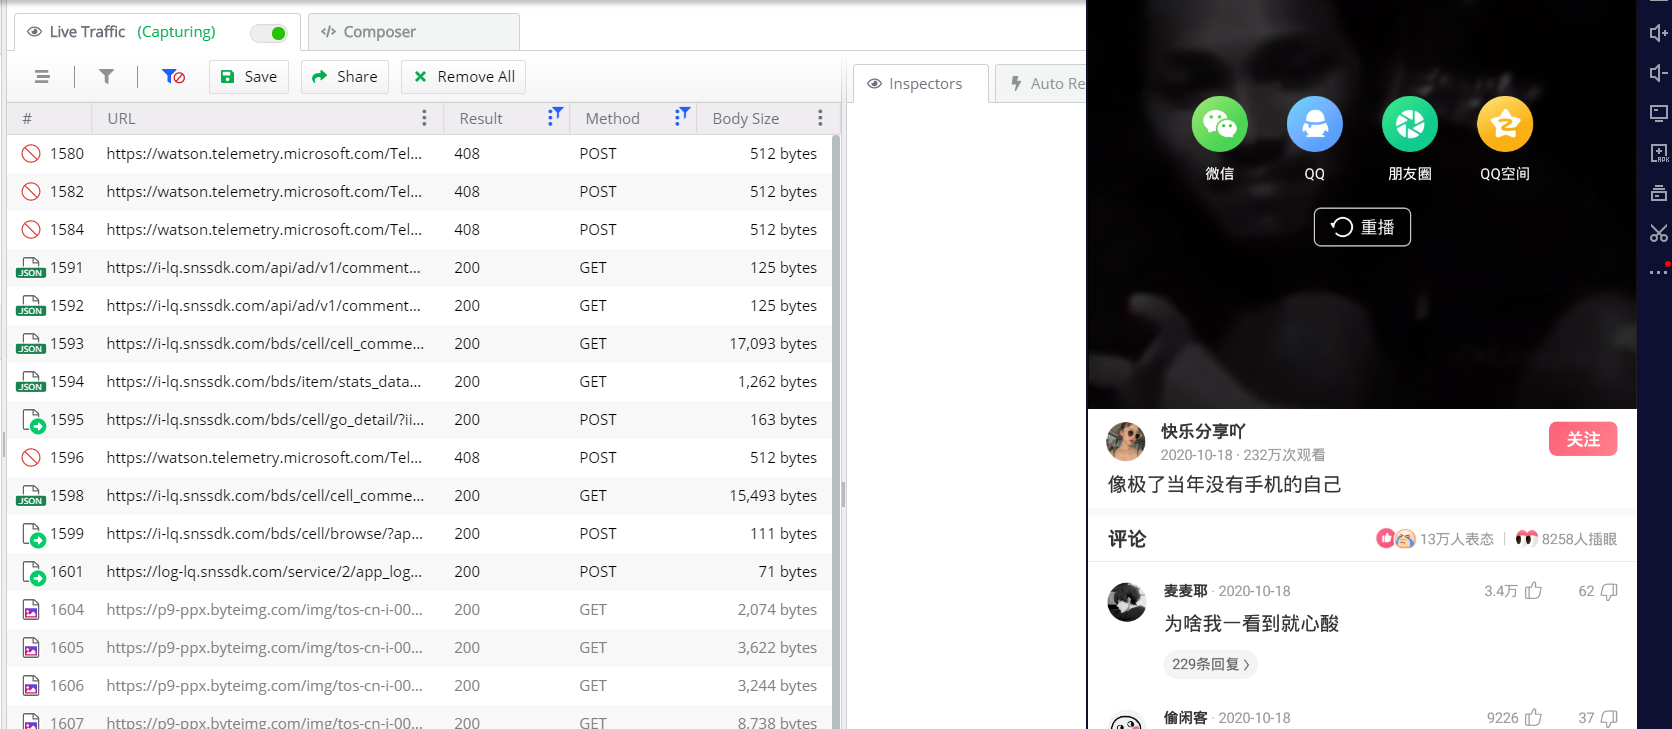 Live Traffic (Capturing)
Composer
Save
Share
Remove All
# URL Result Method Body Size
1580 https://watson.telemetry.microsoft.com/Tel... 408 POST 512 bytes
1582 https://watson.telemetry.microsoft.com/Tel... 408 POST 512 bytes
1584 https://watson.telemetry.microsoft.com/Tel... 408 POST 512 bytes
JSON 1591 https://i-lq.snssdk.com/api/ad/v1/comment... 200 GET 125 bytes
JSON 1592 https://i-lq.snssdk.com/api/ad/v1/comment... 200 GET 125 bytes
JSON 1593 https://i-lq.snssdk.com/bds/cell/cell_comme... 200 GET 17,093 bytes
JSON 1594 https://i-lq.snssdk.com/bds/item/stats_data... 200 GET 1,262 bytes
1595 https://i-lq.snssdk.com/bds/cell/go_detail/?ii... 200 POST 163 bytes
1596 https://watson.telemetry.microsoft.com/Tel... 408 POST 512 bytes
JSON 1598 https://i-lq.snssdk.com/bds/cell/cell_comme... 200 GET 15,493 bytes
1599 https://i-lq.snssdk.com/bds/cell/browse/?ap... 200 POST 111 bytes
1601 https://log-lq.snssdk.com/service/2/app_log... 200 POST 71 bytes
1604 https://p9-ppx.byteimg.com/img/tos-cn-i-00... 200 GET 2,074 bytes
1605 https://p9-ppx.byteimg.com/img/tos-cn-i-00... 200 GET 3,622 bytes
1606 https://p9-ppx.byteimg.com/img/tos-cn-i-00... 200 GET 3,244 bytes
1607 https://p9-ppx.byteimg.com/img/tos-cn-i-00... 200 GET 8,738 bytes
Inspectors
Auto Re
微信 QQ 朋友圈 QQ空间
重播
快乐分享吖
2020-10-18 · 232万次观看
关注
像极了当年没有手机的自己
评论 13万人表态 | 8258人插眼
麦麦耶 · 2020-10-18 3.4万 62
为啥我一看到就心酸
229条回复 >
偷闲客 · 2020-10-18 9226 37
APK